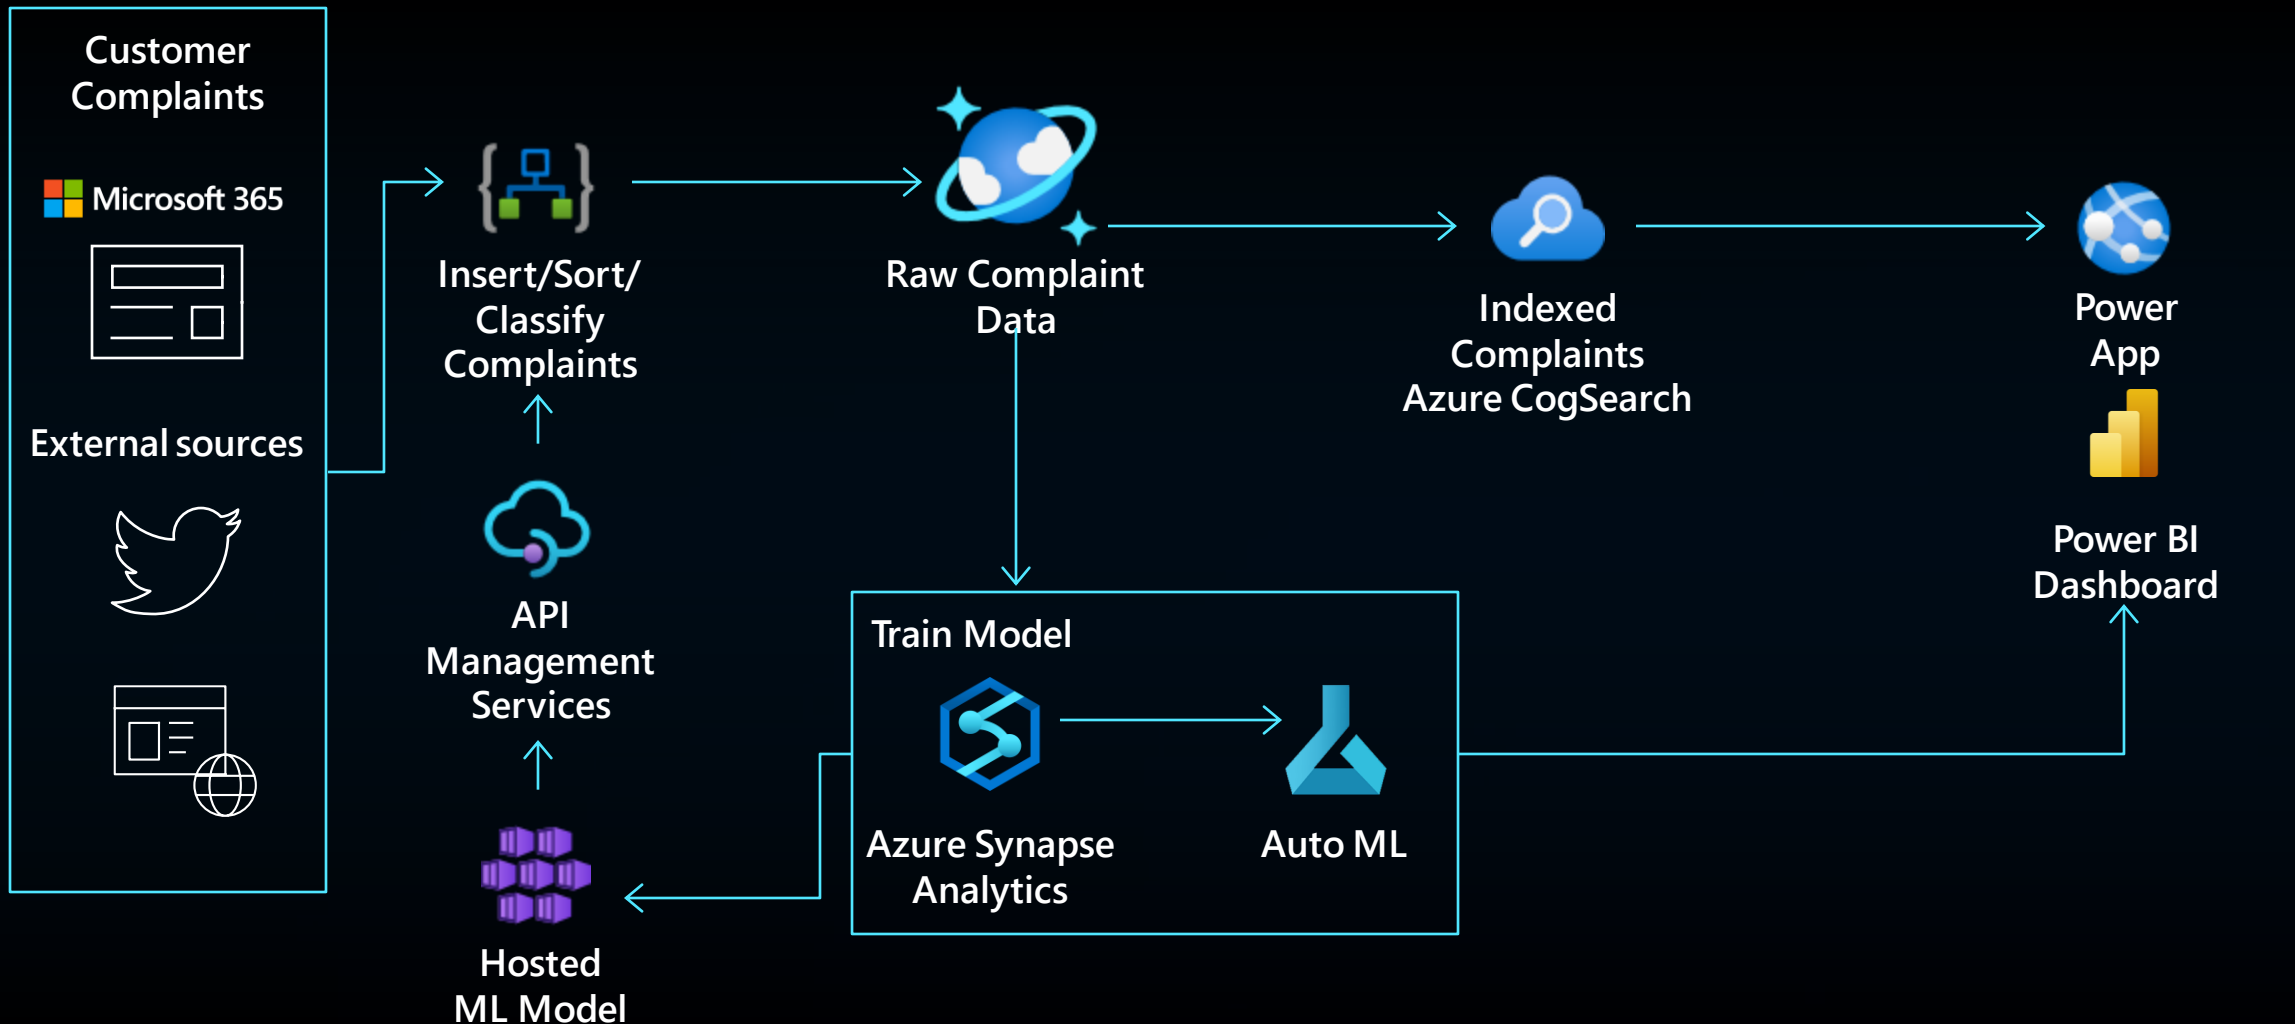 Customer
Complaints
Microsoft 365
External sources
Insert/Sort/
Classify
Complaints
API
Management
Services
Hosted
ML Model
Raw Complaint
Data
Train Model
Azure Synapse
Analytics
Auto ML
Indexed
Complaints
Azure CogSearch
Power
App
Power BI
Dashboard